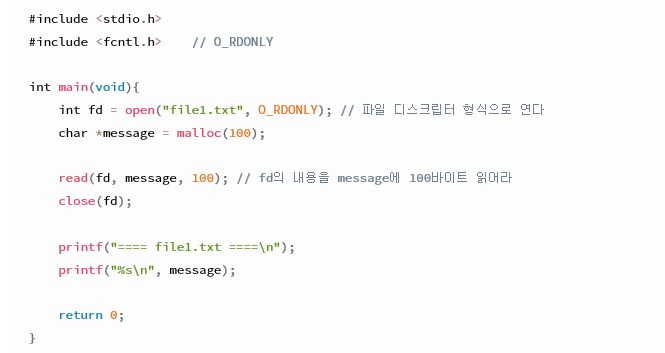 #include <stdio.h>
#include <fcntl.h>    // O_RDONLY
int main(void){
    int fd = open("file1.txt", O_RDONLY); // 파일 디스크립터 형식으로 연다
    char *message = malloc(100);
    read(fd, message, 100); // fd의 내용을 message에 100바이트 읽어라
    close(fd);
    printf("==== file1.txt ====\n");
    printf("%s\n", message);
    return 0;
}